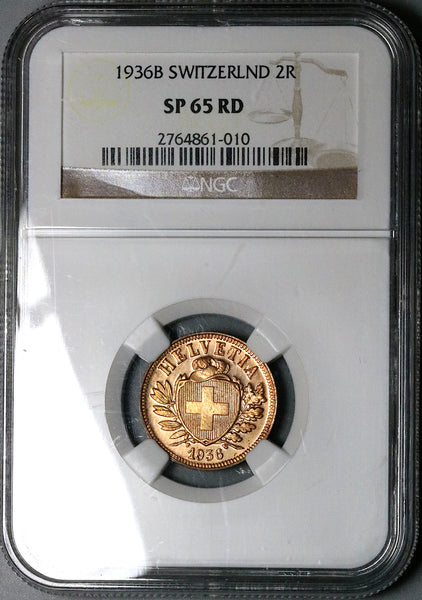 1936B SWITZERLND 2R
SP 65 RD
2764861-010
NGC
HELVETIA
1936